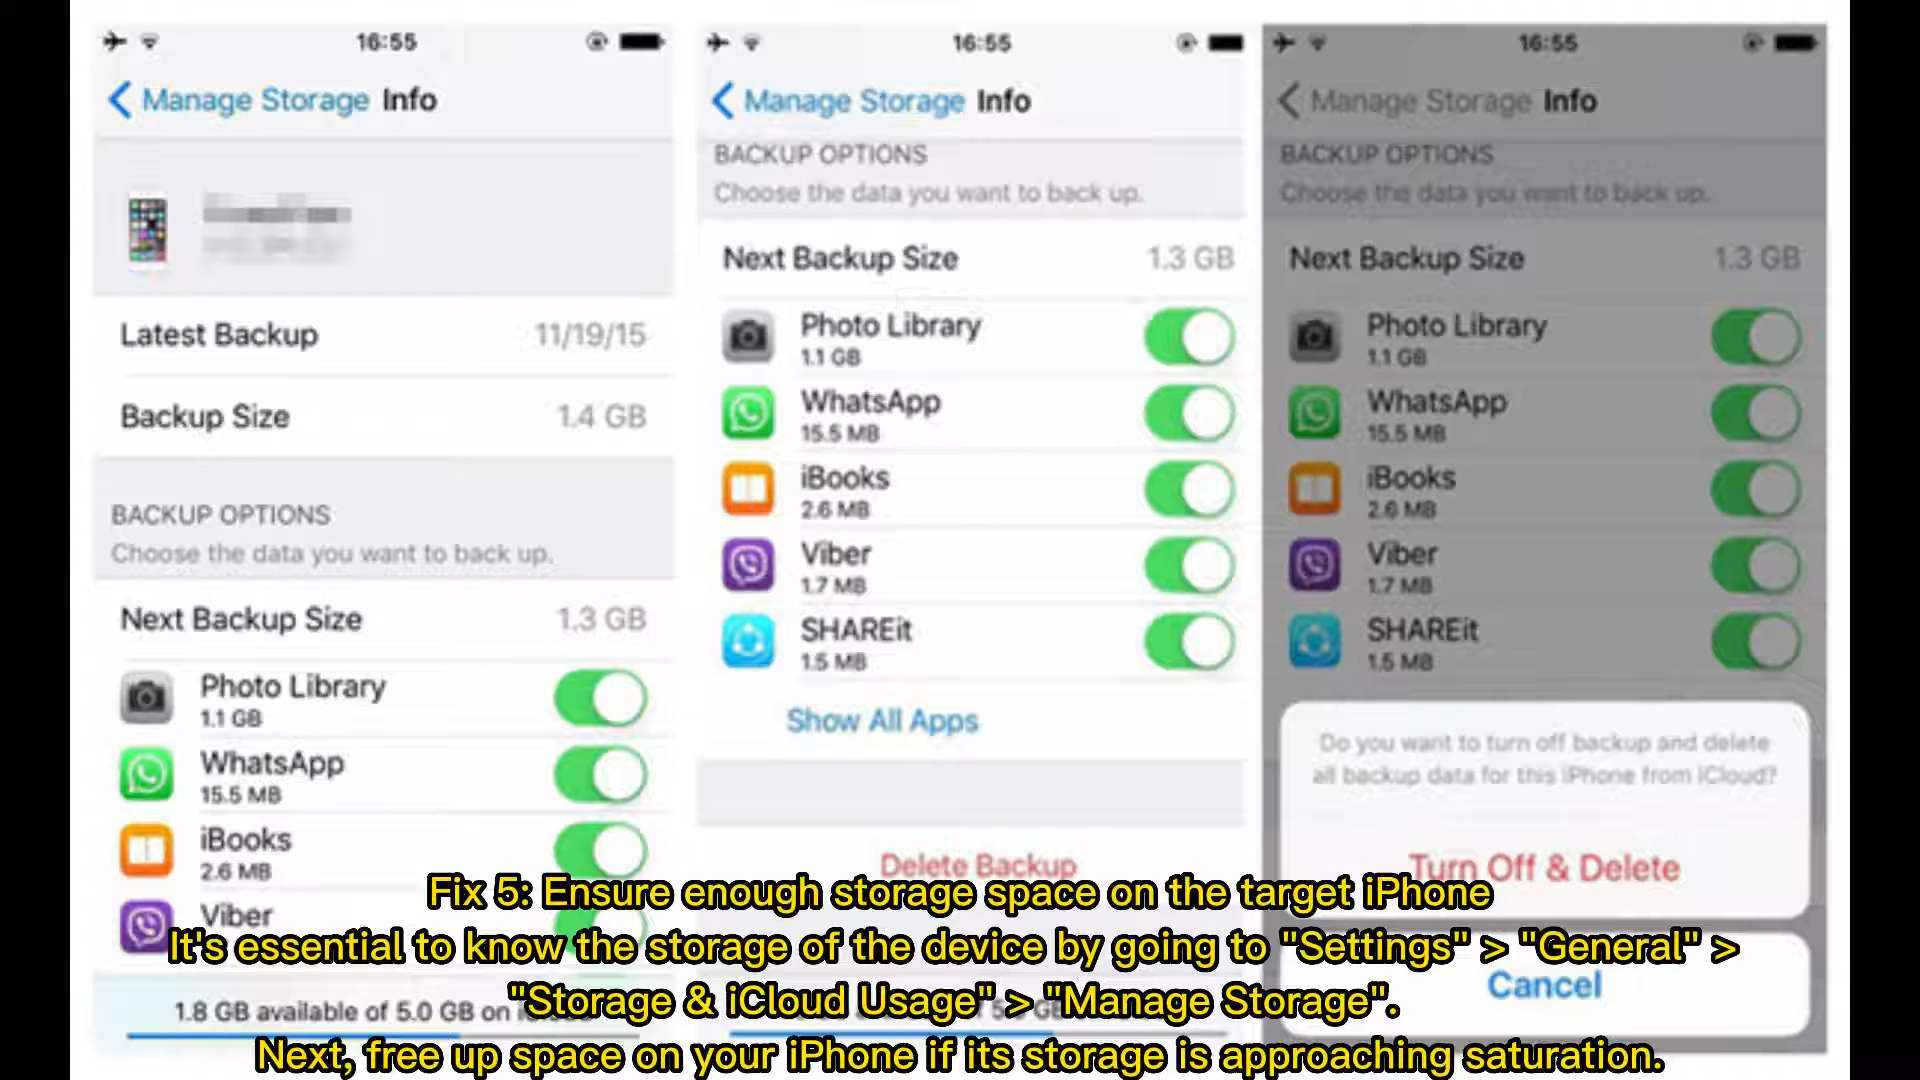 16:55
Manage Storage Info
Latest Backup 11/19/15
Backup Size 1.4 GB
BACKUP OPTIONS
Choose the data you want to back up.
Next Backup Size 1.3 GB
Photo Library
1.1 GB
WhatsApp
15.5 MB
iBooks
2.6 MB
Viber
1.8 GB available of 5.0 GB on
16:55
Manage Storage Info
BACKUP OPTIONS
Choose the data you want to back up.
Next Backup Size 1.3 GB
Photo Library
1.1 GB
WhatsApp
15.5 MB
iBooks
2.6 MB
Viber
1.7 MB
SHAREit
1.5 MB
Show All Apps
Delete Backup
16:55
Manage Storage Info
BACKUP OPTIONS
Choose the data you want to back up.
Next Backup Size 1.3 GB
Photo Library
1.1 GB
WhatsApp
15.5 MB
iBooks
2.6 MB
Viber
1.7 MB
SHAREit
1.5 MB
Do you want to turn off backup and delete
all backup data for this iPhone from iCloud?
Turn Off & Delete
Cancel
Fix 5: Ensure enough storage space on the target iPhone
It's essential to know the storage of the device by going to "Settings" > "General" >
"Storage & iCloud Usage" > "Manage Storage".
Next, free up space on your iPhone if its storage is approaching saturation.